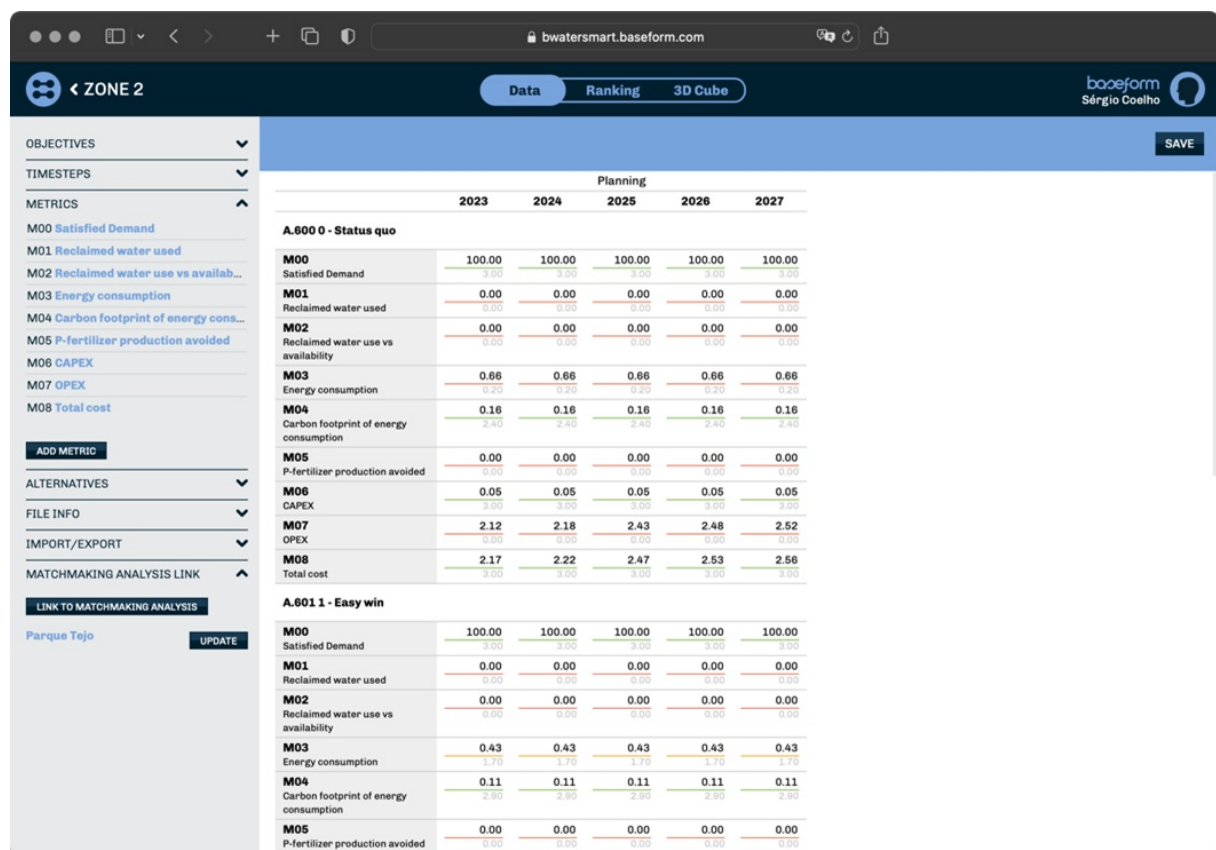 bwatersmart.baseform.com
< ZONE 2
Data Ranking 3D Cube
baseform
Sérgio Coelho
SAVE
OBJECTIVES
TIMESTEPS
METRICS
M00 Satisfied Demand
M01 Reclaimed water used
M02 Reclaimed water use vs availab...
M03 Energy consumption
M04 Carbon footprint of energy cons...
M05 P-fertilizer production avoided
M06 CAPEX
M07 OPEX
M08 Total cost
ADD METRIC
ALTERNATIVES
FILE INFO
IMPORT/EXPORT
MATCHMAKING ANALYSIS LINK
LINK TO MATCHMAKING ANALYSIS
Parque Tejo UPDATE
Planning
2023 2024 2025 2026 2027
A.600 0 - Status quo
M00 100.00 100.00 100.00 100.00 100.00
Satisfied Demand 3.00 3.00 3.00 3.00 3.00
M01 0.00 0.00 0.00 0.00 0.00
Reclaimed water used 0.00 0.00 0.00 0.00 0.00
M02 0.00 0.00 0.00 0.00 0.00
Reclaimed water use vs 0.00 0.00 0.00 0.00 0.00
availability
M03 0.66 0.66 0.66 0.66 0.66
Energy consumption 0.20 0.20 0.20 0.20 0.20
M04 0.16 0.16 0.16 0.16 0.16
Carbon footprint of energy 2.40 2.40 2.40 2.40 2.40
consumption
M05 0.00 0.00 0.00 0.00 0.00
P-fertilizer production avoided 0.00 0.00 0.00 0.00 0.00
M06 0.05 0.05 0.05 0.05 0.05
CAPEX 3.00 3.00 3.00 3.00 3.00
M07 2.12 2.18 2.43 2.48 2.52
OPEX 0.00 0.00 0.00 0.00 0.00
M08 2.17 2.22 2.47 2.53 2.56
Total cost 3.00 3.00 3.00 3.00 3.00
A.601 1 - Easy win
M00 100.00 100.00 100.00 100.00 100.00
Satisfied Demand 3.00 3.00 3.00 3.00 3.00
M01 0.00 0.00 0.00 0.00 0.00
Reclaimed water used 0.00 0.00 0.00 0.00 0.00
M02 0.00 0.00 0.00 0.00 0.00
Reclaimed water use vs 0.00 0.00 0.00 0.00 0.00
availability
M03 0.43 0.43 0.43 0.43 0.43
Energy consumption 1.70 1.70 1.70 1.70 1.70
M04 0.11 0.11 0.11 0.11 0.11
Carbon footprint of energy 2.90 2.90 2.90 2.90 2.90
consumption
M05 0.00 0.00 0.00 0.00 0.00
P-fertilizer production avoided 0.00 0.00 0.00 0.00 0.00